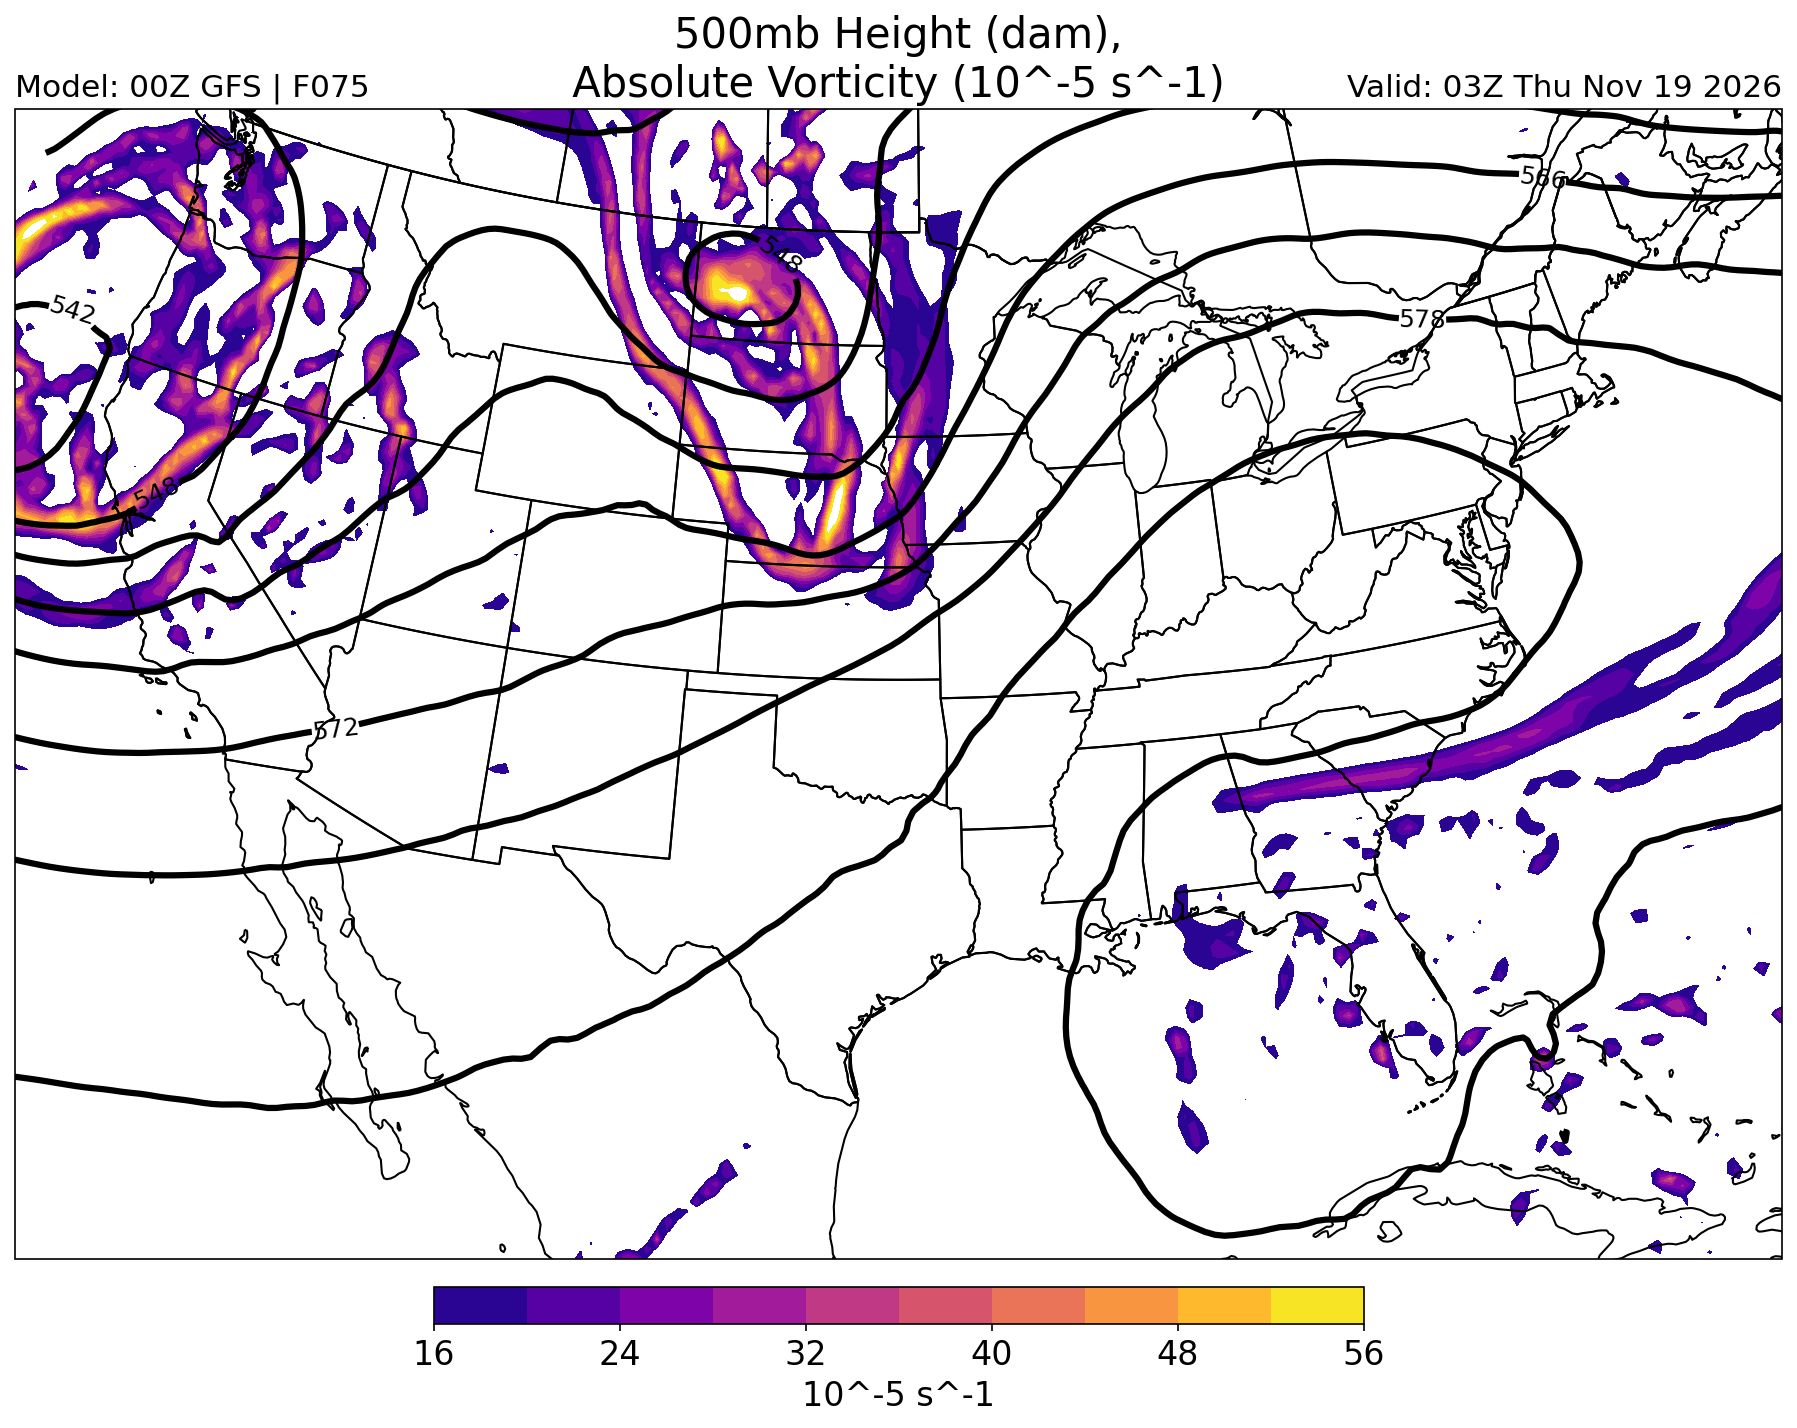 500mb Height (dam),
Model: 00Z GFS | F075
Absolute Vorticity (10^-5 s^-1)
Valid: 03Z Thu Nov 19 2026
566
548
542
578
548
572
16
24
32
40
48
56
10^-5 s^-1